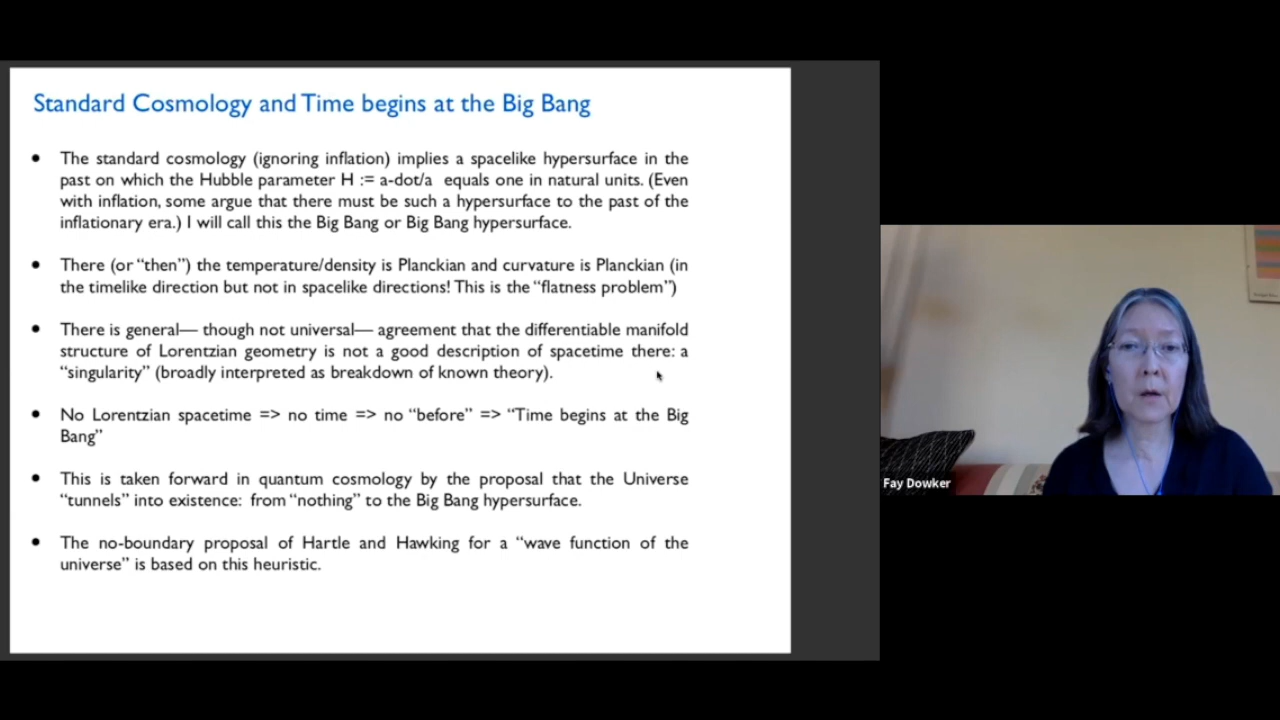 Standard Cosmology and Time begins at the Big Bang
• The standard cosmology (ignoring inflation) implies a spacelike hypersurface in the
past on which the Hubble parameter H := a-dot/a equals one in natural units. (Even
with inflation, some argue that there must be such a hypersurface to the past of the
inflationary era.) I will call this the Big Bang or Big Bang hypersurface.
• There (or “then”) the temperature/density is Planckian and curvature is Planckian (in
the timelike direction but not in spacelike directions! This is the “flatness problem”)
• There is general— though not universal— agreement that the differentiable manifold
structure of Lorentzian geometry is not a good description of spacetime there: a
“singularity” (broadly interpreted as breakdown of known theory).
• No Lorentzian spacetime => no time => no “before” => “Time begins at the Big
Bang”
• This is taken forward in quantum cosmology by the proposal that the Universe
“tunnels” into existence: from “nothing” to the Big Bang hypersurface.
• The no-boundary proposal of Hartle and Hawking for a “wave function of the
universe” is based on this heuristic.
Fay Dowker